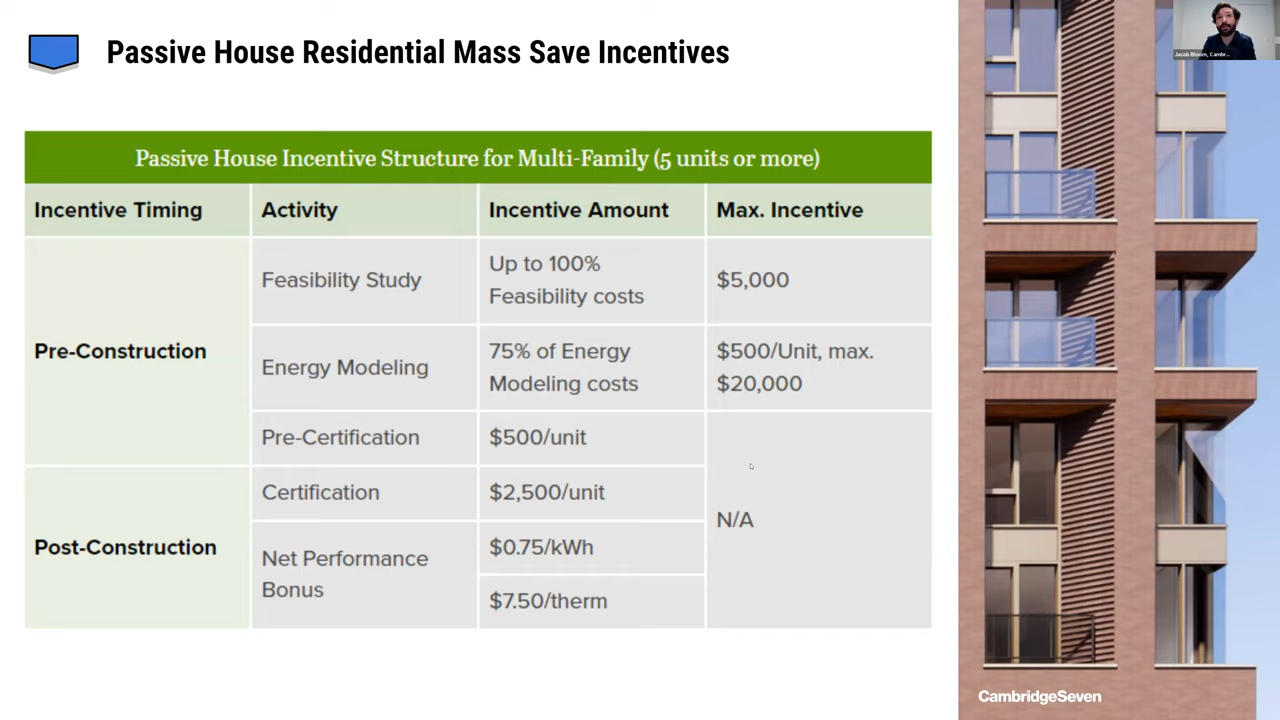 Passive House Residential Mass Save Incentives
Passive House Incentive Structure for Multi-Family (5 units or more)
Incentive Timing
Activity
Incentive Amount
Max. Incentive
Pre-Construction
Feasibility Study
Up to 100%
Feasibility costs
$5,000
Energy Modeling
75% of Energy
Modeling costs
$500/Unit, max.
$20,000
Pre-Certification
$500/unit
N/A
Post-Construction
Certification
$2,500/unit
Net Performance
Bonus
$0.75/kWh
$7.50/therm
Jacob Bloom, Cambr...
CambridgeSeven